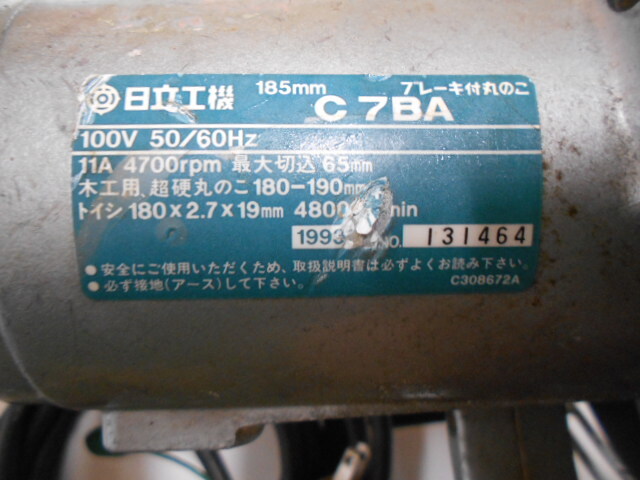 日立工機 185mm ブレーキ付丸のこ
C 7BA
100V 50/60Hz
11A 4700rpm 最大切込 65mm
木工用 超硬丸のこ 180-190mm
トイシ 180×2.7×19mm 4800 min
1993 NO. 131464
●安全にご使用いただくため、取扱説明書は必ずよくお読み下さい。
●必ず接地(アース)して下さい。 C308672A